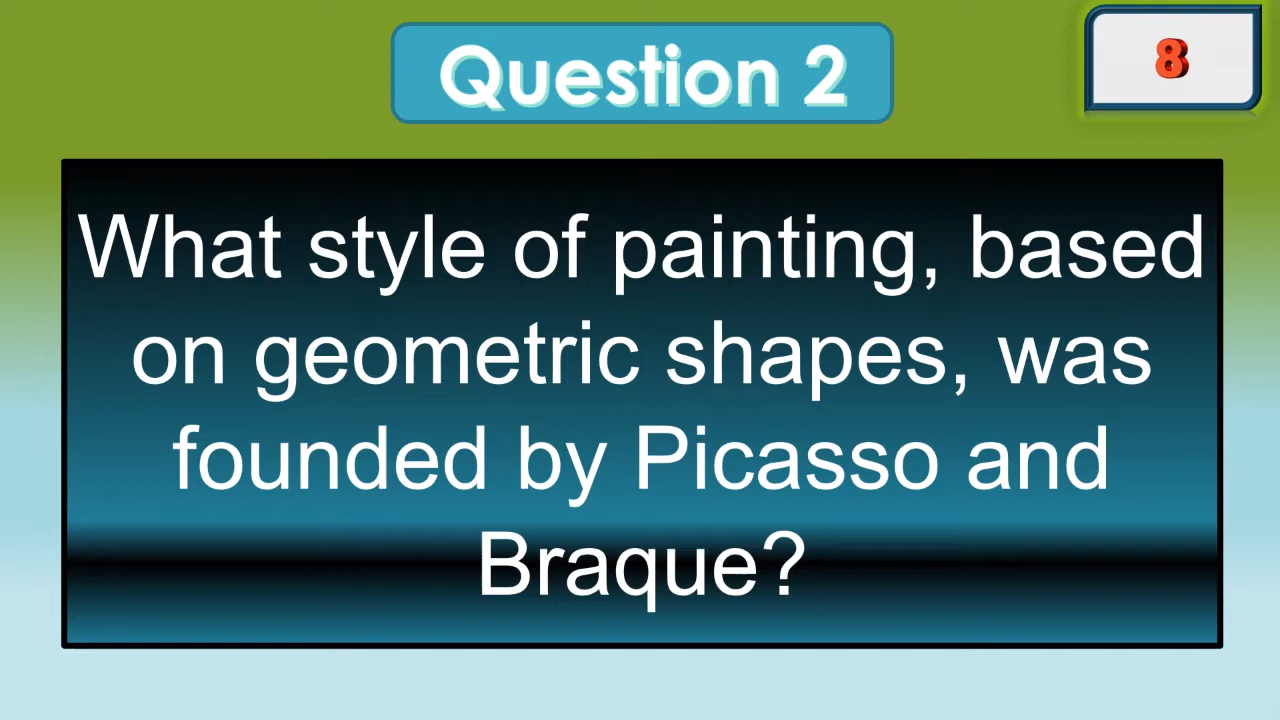 Question 2
8
What style of painting, based
on geometric shapes, was
founded by Picasso and
Braque?